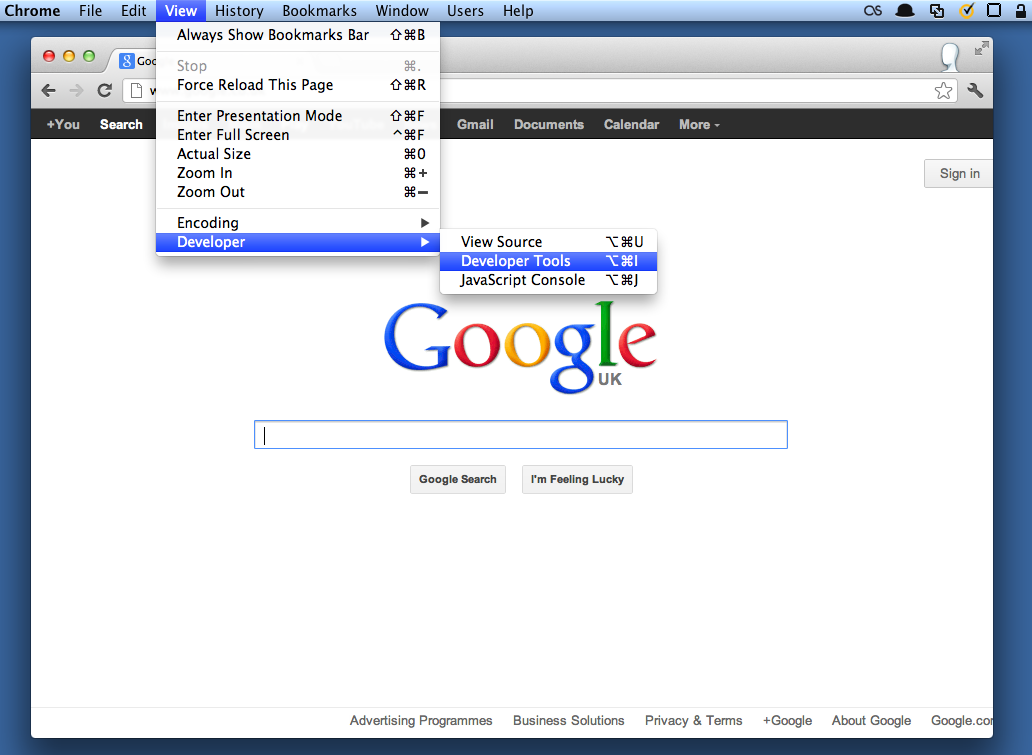 Chrome File Edit View History Bookmarks Window Users Help
Always Show Bookmarks Bar ⇧⌘B
Stop ⌘.
Force Reload This Page ⇧⌘R
Enter Presentation Mode ⇧⌘F
Enter Full Screen ^⌘F
Actual Size ⌘0
Zoom In ⌘+
Zoom Out ⌘−
Encoding ▶
Developer ▶
View Source ⌥⌘U
Developer Tools ⌥⌘I
JavaScript Console ⌥⌘J
+You Search Gmail Documents Calendar More
Sign in
Google
UK
Google Search I'm Feeling Lucky
Advertising Programmes Business Solutions Privacy & Terms +Google About Google Google.co